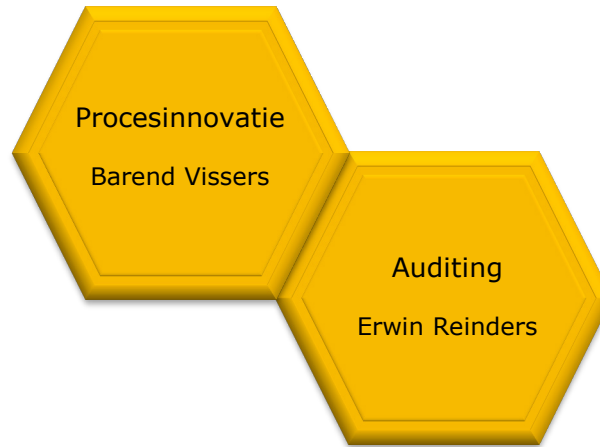 Procesinnovatie
Barend Vissers
Auditing
Erwin Reinders